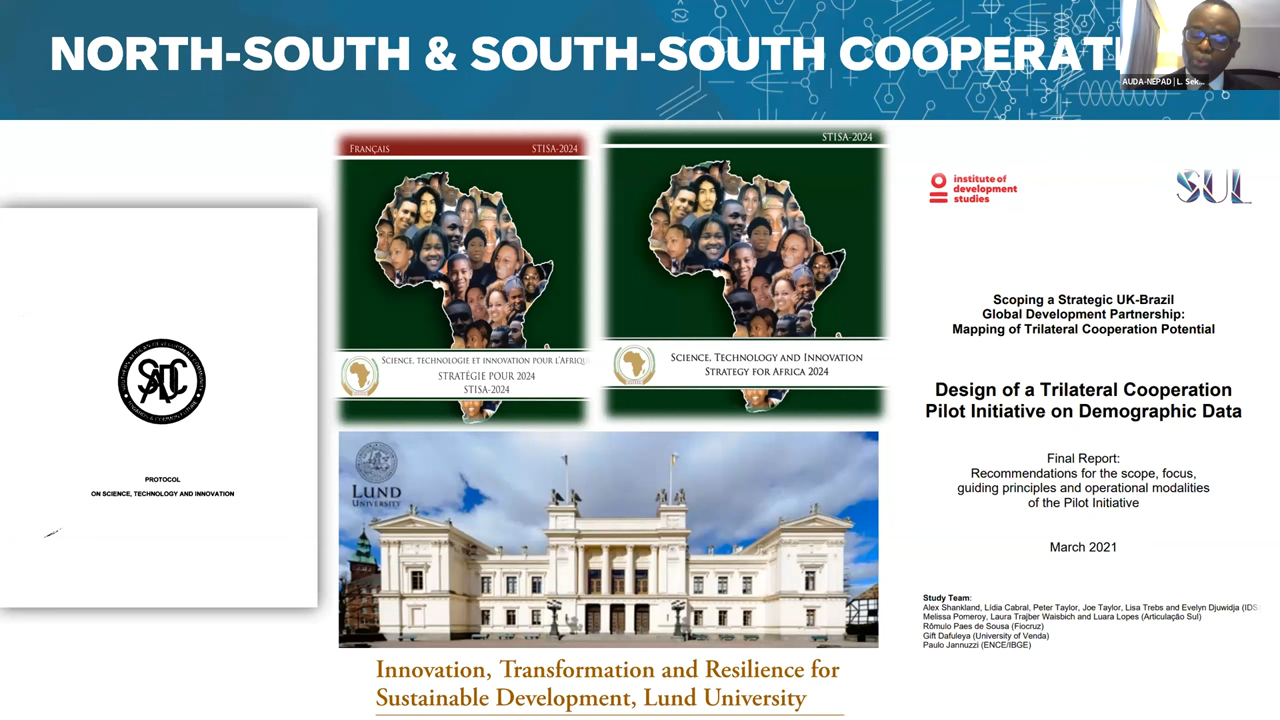 NORTH-SOUTH & SOUTH-SOUTH COOPERATI
AUDA-NEPAD | L. Sek...
SADC
PROTOCOL
ON SCIENCE, TECHNOLOGY AND INNOVATION
FRANÇAIS STISA-2024
SCIENCE, TECHNOLOGIE ET INNOVATION POUR L'AFRIQU
STRATÉGIE POUR 2024
STISA-2024
STISA-2024
SCIENCE, TECHNOLOGY AND INNOVATION
STRATEGY FOR AFRICA 2024
LUND
UNIVERSITY
Innovation, Transformation and Resilience for
Sustainable Development, Lund University
institute of
development
studies
SUL
Scoping a Strategic UK-Brazil
Global Development Partnership:
Mapping of Trilateral Cooperation Potential
Design of a Trilateral Cooperation
Pilot Initiative on Demographic Data
Final Report:
Recommendations for the scope, focus,
guiding principles and operational modalities
of the Pilot Initiative
March 2021
Study Team:
Alex Shankland, Lídia Cabral, Peter Taylor, Joe Taylor, Lisa Trebs and Evelyn Djuwidja (IDS
Melissa Pomeroy, Laura Trajber Waisbich and Luara Lopes (Articulação Sul)
Rômulo Paes de Sousa (Fiocruz)
Gift Dafuleya (University of Venda)
Paulo Jannuzzi (ENCE/IBGE)